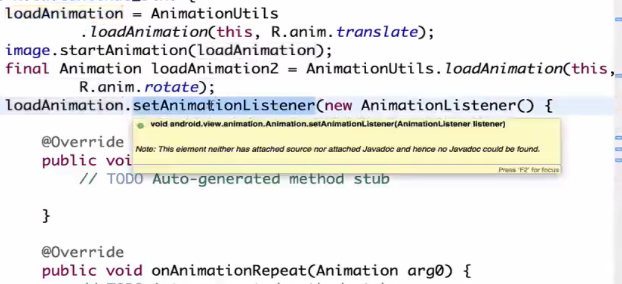 loadAnimation = AnimationUtils
.loadAnimation(this, R.anim.translate);
image.startAnimation(loadAnimation);
final Animation loadAnimation2 = AnimationUtils.loadAnimation(this,
R.anim.rotate);
loadAnimation.setAnimationListener(new AnimationListener() {
void android.view.animation.Animation.setAnimationListener(AnimationListener listener)
@Override
Note: This element neither has attached source nor attached Javadoc and hence no Javadoc could be found.
public voi
Press 'F2' for focus
// TODO Auto-generated method stub
}
@Override
public void onAnimationRepeat(Animation arg0) {